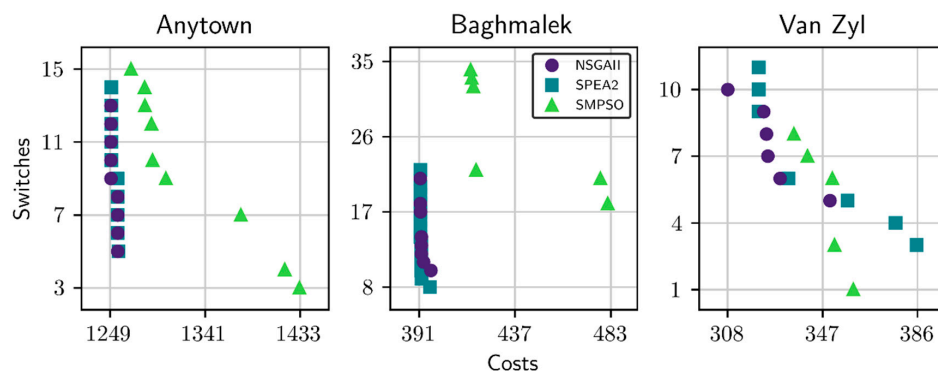 Anytown
Baghmalek
Van Zyl
Switches
15
11
7
3
1249
1341
1433
35
26
17
8
391
437
483
NSGAII
SPEA2
SMPSO
10
7
4
1
308
347
386
Costs